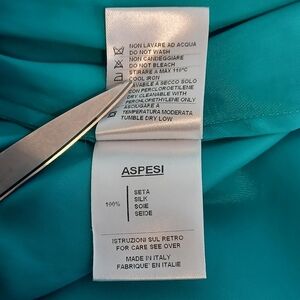 NON LAVARE AD ACQUA
DO NOT WASH
NON CANDEGGIARE
DO NOT BLEACH
STIRARE A MAX 110°C
COOL IRON
LAVABILE A SECCO SOLO
CON PERCLOROETILENE
DRY CLEANABLE WITH
PERCHLOETHYLENE ONLY
ASCIUGARE A
TEMPERATURA MODERATA
TUMBLE DRY LOW
ASPESI
100%
SETA
SILK
SOIE
SEIDE
ISTRUZIONI SUL RETRO
FOR CARE SEE OVER
MADE IN ITALY
FABRIQUE' EN ITALIE